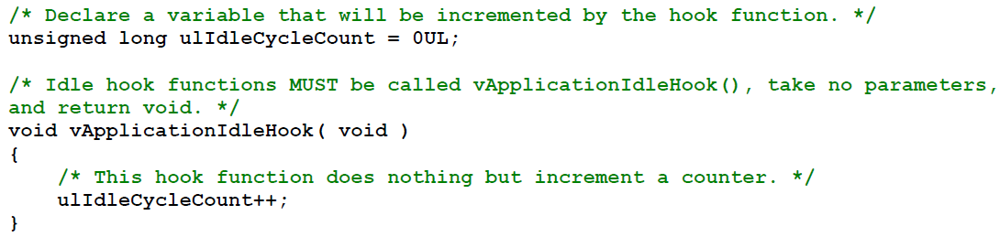 /* Declare a variable that will be incremented by the hook function. */
unsigned long ulIdleCycleCount = 0UL;
/* Idle hook functions MUST be called vApplicationIdleHook(), take no parameters,
and return void. */
void vApplicationIdleHook( void )
{
    /* This hook function does nothing but increment a counter. */
    ulIdleCycleCount++;
}